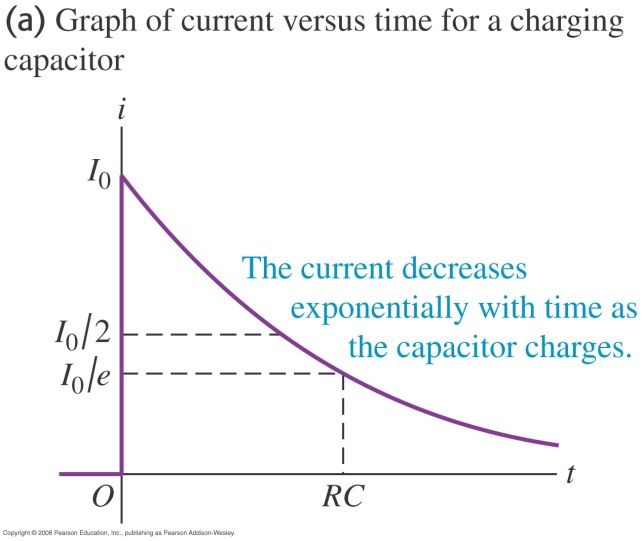 (a) Graph of current versus time for a charging
capacitor
i
I₀
The current decreases
exponentially with time as
the capacitor charges.
I₀/2
I₀/e
O
RC
t
Copyright © 2008 Pearson Education, Inc., publishing as Pearson Addison-Wesley.